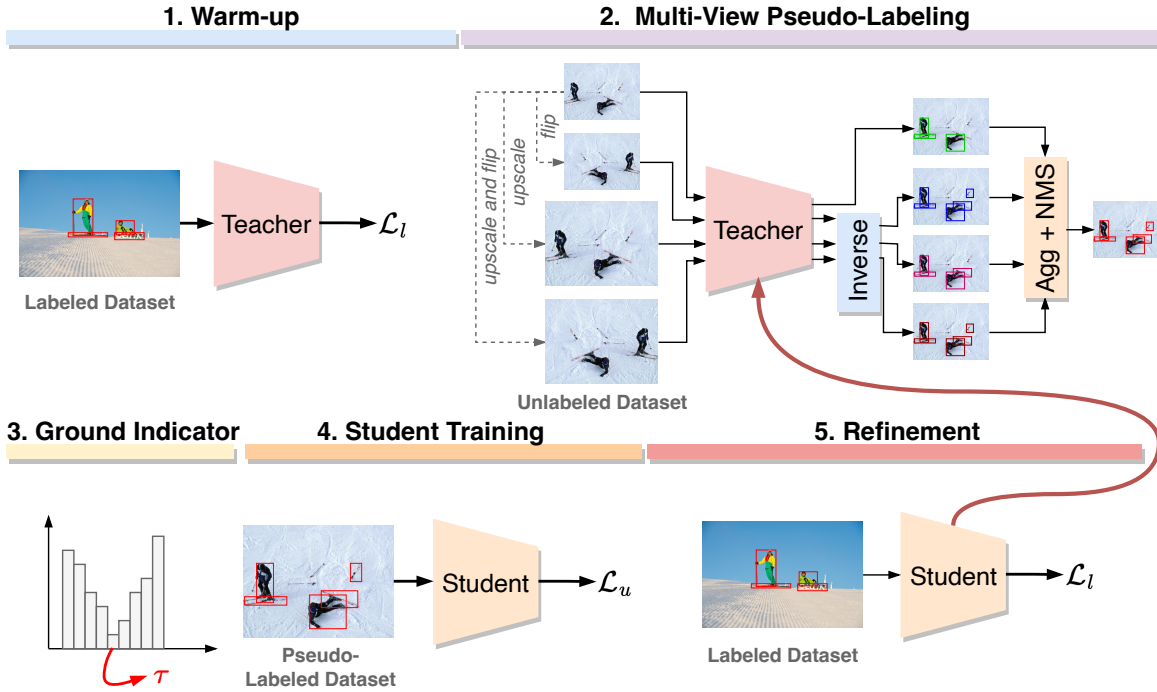 1. Warm-up
2. Multi-View Pseudo-Labeling
flip
upscale
upscale and flip
Teacher
ℒ_l
Labeled Dataset
Teacher
Inverse
Agg + NMS
Unlabeled Dataset
3. Ground Indicator
4. Student Training
5. Refinement
τ
Student
ℒ_u
Pseudo-
Labeled Dataset
Student
ℒ_l
Labeled Dataset